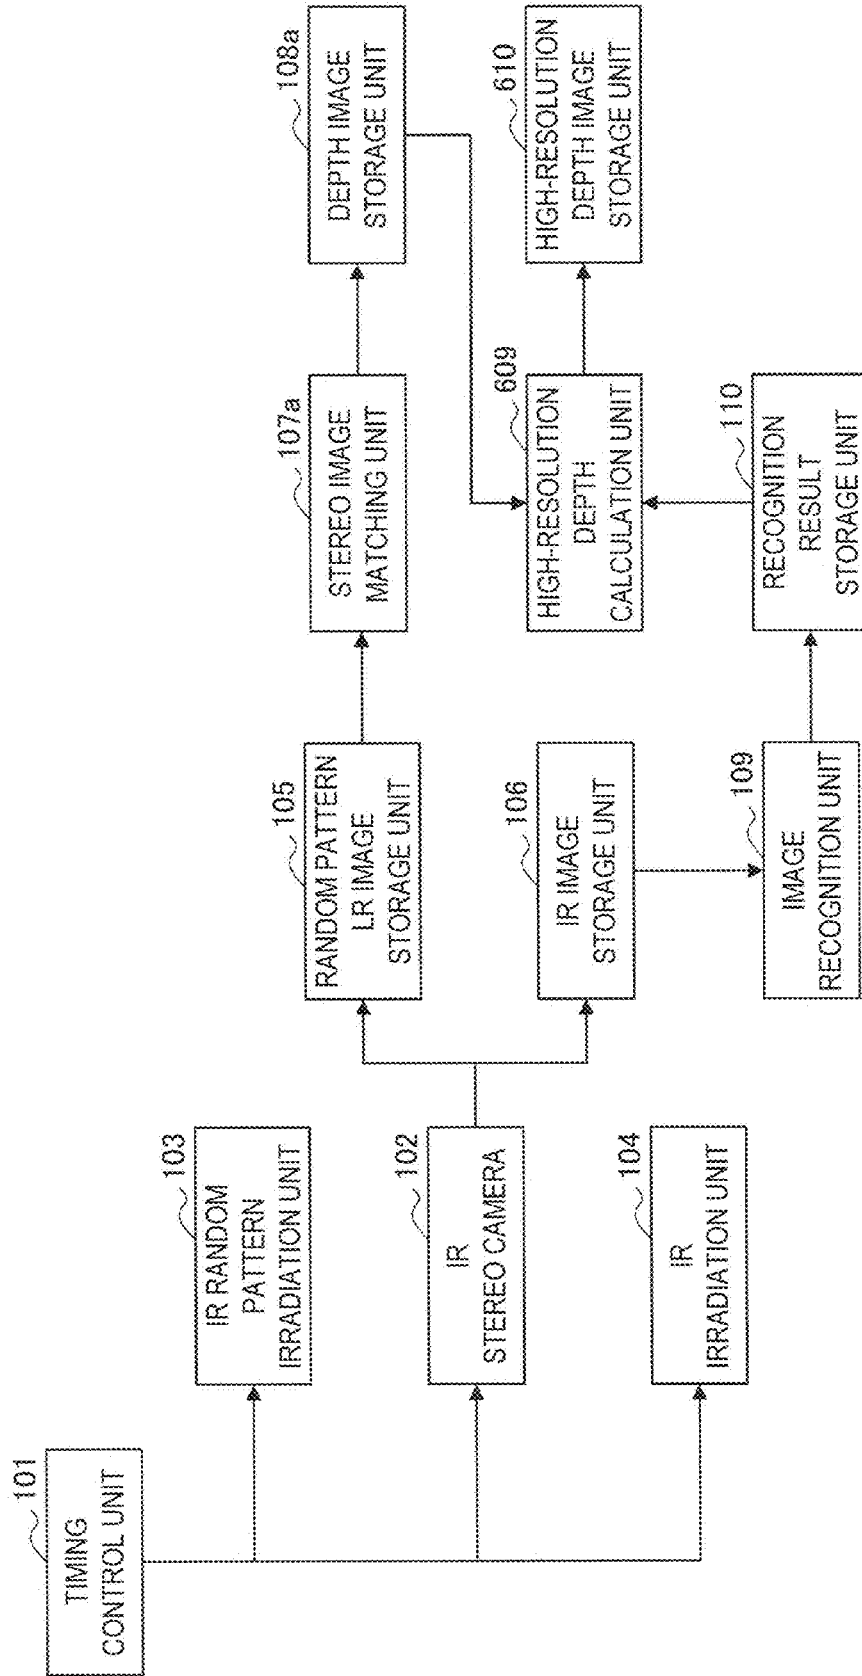 101
TIMING
CONTROL UNIT
103
IR RANDOM
PATTERN
IRRADIATION UNIT
102
IR
STEREO CAMERA
104
IR
IRRADIATION UNIT
105
RANDOM PATTERN
LR IMAGE
STORAGE UNIT
106
IR IMAGE
STORAGE UNIT
109
IMAGE
RECOGNITION UNIT
107a
STEREO IMAGE
MATCHING UNIT
609
HIGH-RESOLUTION
DEPTH
CALCULATION UNIT
110
RECOGNITION
RESULT
STORAGE UNIT
108a
DEPTH IMAGE
STORAGE UNIT
610
HIGH-RESOLUTION
DEPTH IMAGE
STORAGE UNIT